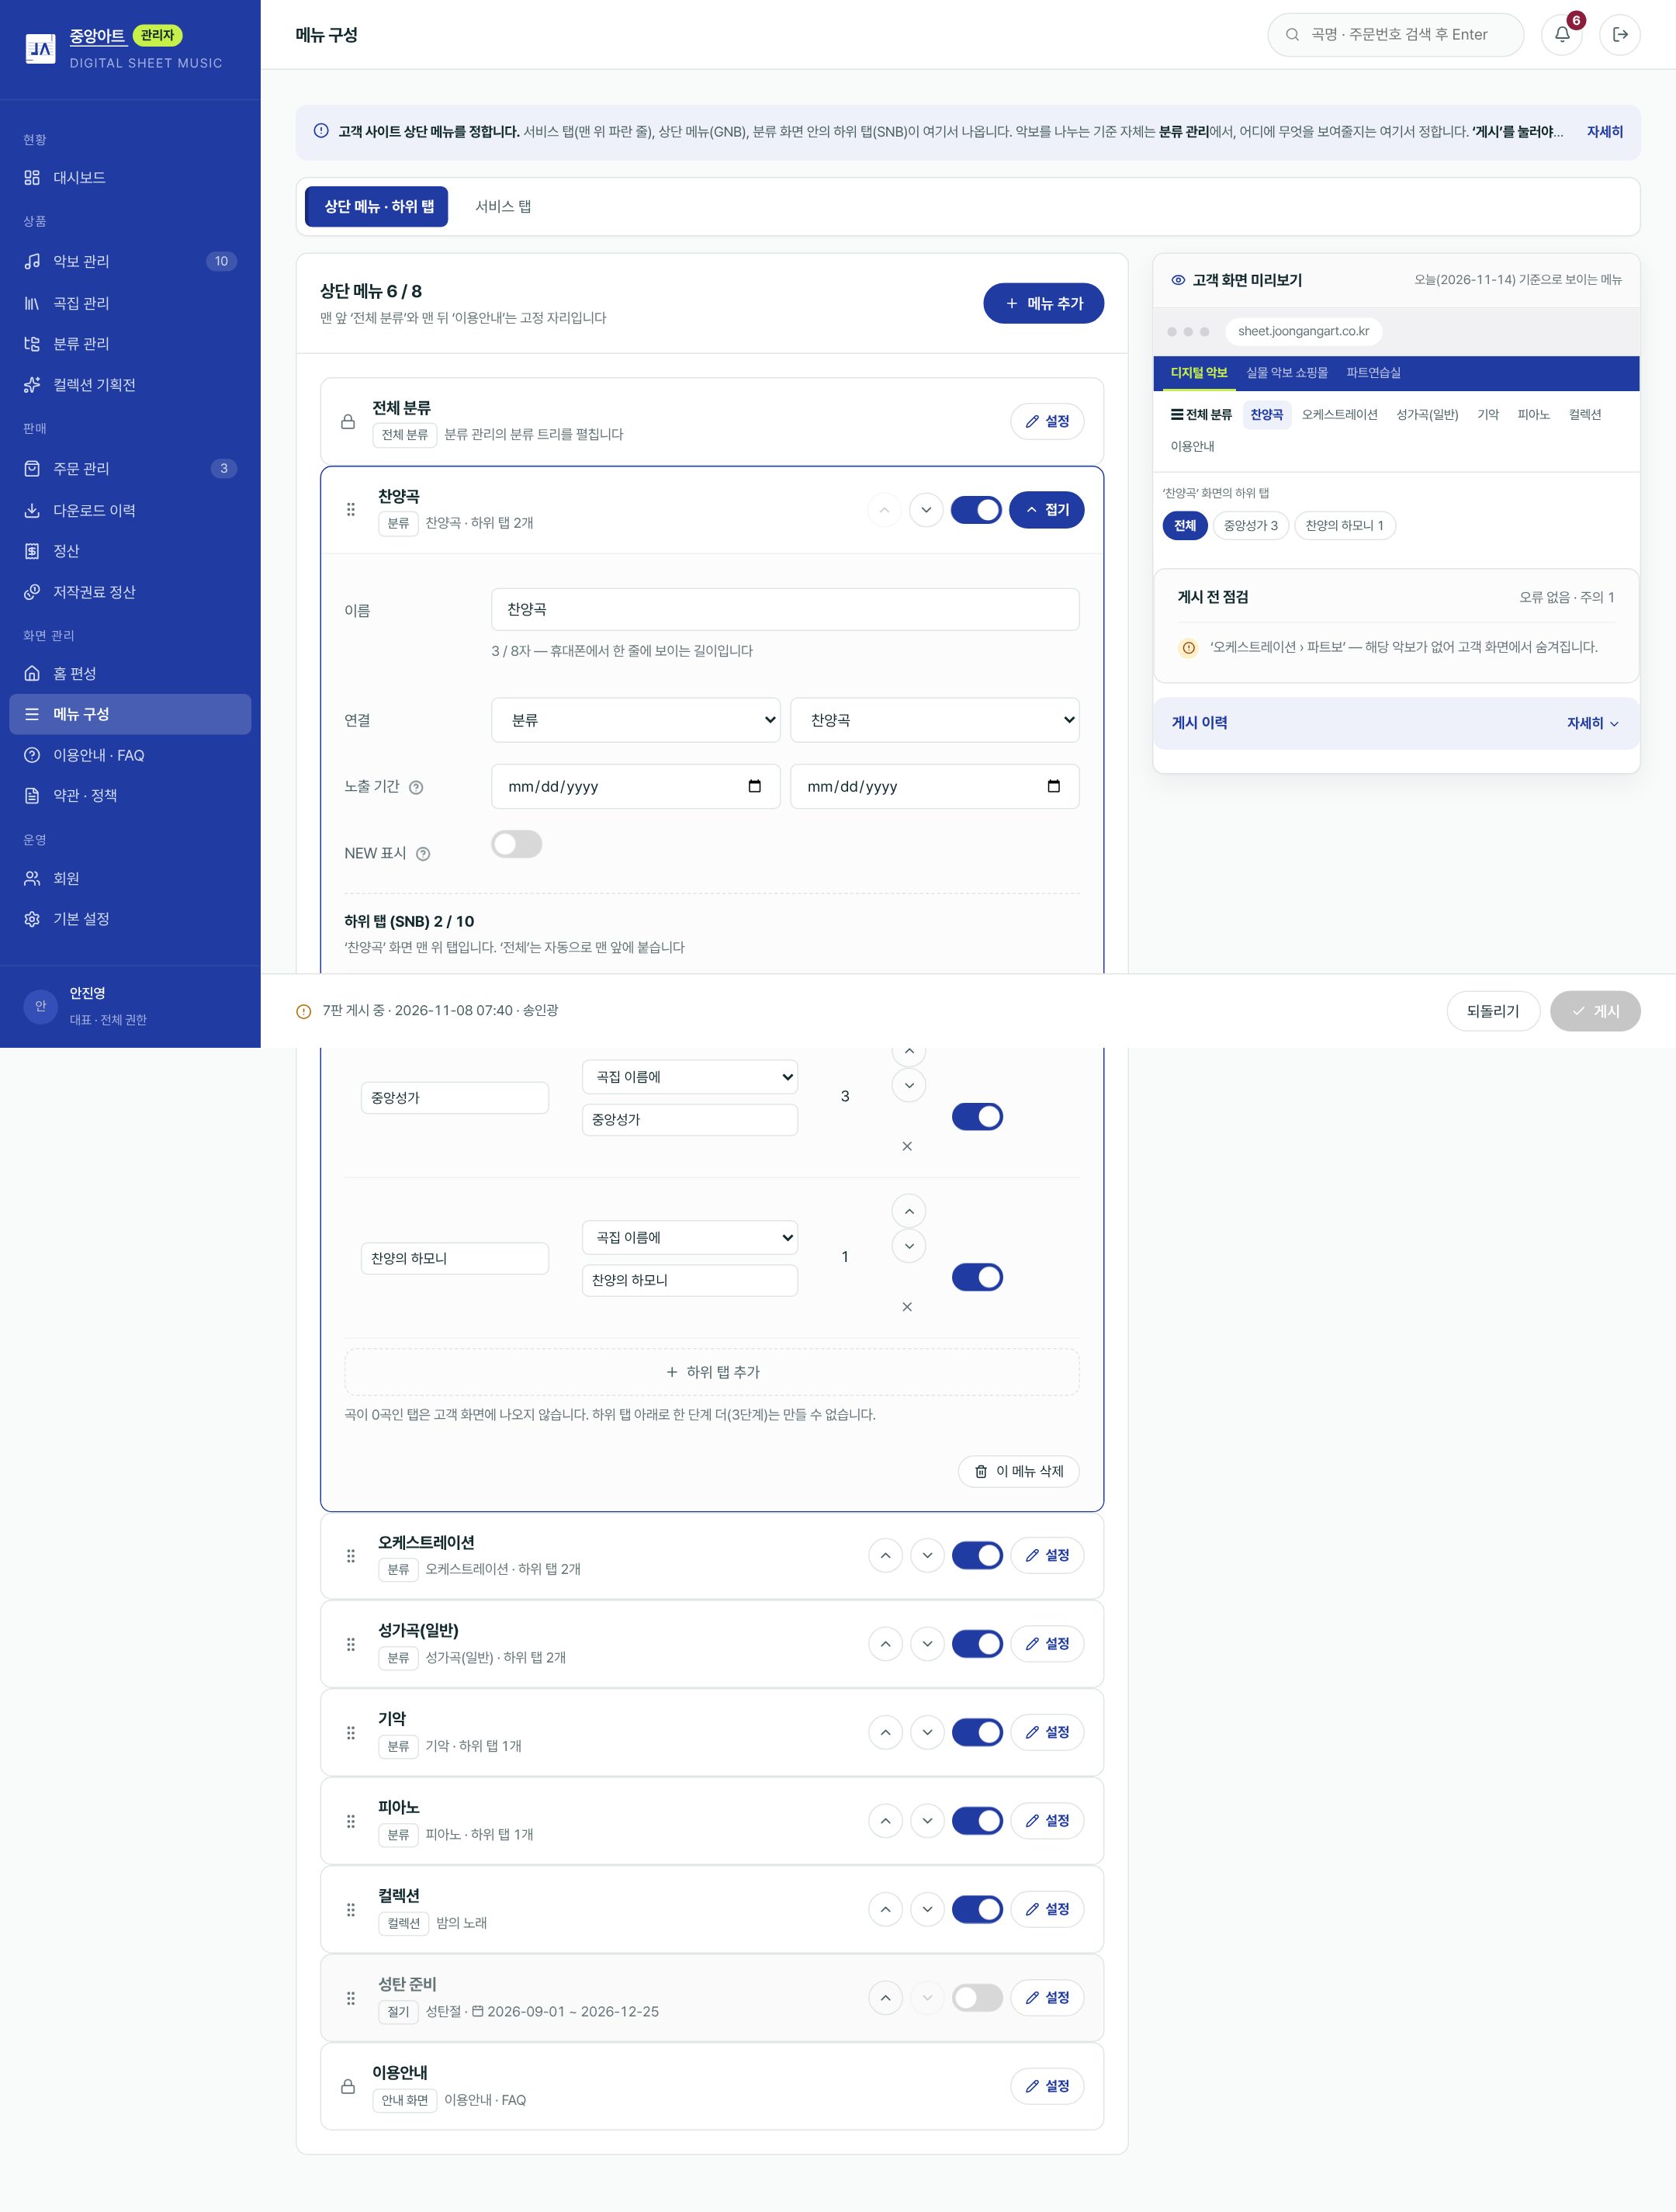 JA
중앙아트 관리자
DIGITAL SHEET MUSIC
현황
대시보드
상품
악보 관리 10
곡집 관리
분류 관리
컬렉션 기획전
판매
주문 관리 3
다운로드 이력
정산
저작권료 정산
화면 관리
홈 편성
메뉴 구성
이용안내 · FAQ
약관 · 정책
운영
회원
기본 설정
안
안진영
대표 · 전체 권한
메뉴 구성
곡명 · 주문번호 검색 후 Enter
6
고객 사이트 상단 메뉴를 정합니다. 서비스 탭(맨 위 파란 줄), 상단 메뉴(GNB), 분류 화면 안의 하위 탭(SNB)이 여기서 나옵니다. 악보를 나누는 기준 자체는 분류 관리에서, 어디에 무엇을 보여줄지는 여기서 정합니다. ‘게시’를 눌러야... 자세히
상단 메뉴 · 하위 탭 서비스 탭
상단 메뉴 6 / 8
맨 앞 ‘전체 분류’와 맨 뒤 ‘이용안내’는 고정 자리입니다
메뉴 추가
전체 분류
전체 분류 분류 관리의 분류 트리를 펼칩니다
설정
찬양곡
분류 찬양곡 · 하위 탭 2개
접기
이름 찬양곡
3 / 8자 — 휴대폰에서 한 줄에 보이는 길이입니다
연결 분류 찬양곡
노출 기간 mm/dd/yyyy mm/dd/yyyy
NEW 표시
하위 탭 (SNB) 2 / 10
‘찬양곡’ 화면 맨 위 탭입니다. ‘전체’는 자동으로 맨 앞에 붙습니다
7판 게시 중 · 2026-11-08 07:40 · 송인광
되돌리기 게시
중앙성가 곡집 이름에 중앙성가 3
찬양의 하모니 곡집 이름에 찬양의 하모니 1
하위 탭 추가
곡이 0곡인 탭은 고객 화면에 나오지 않습니다. 하위 탭 아래로 한 단계 더(3단계)는 만들 수 없습니다.
이 메뉴 삭제
오케스트레이션
분류 오케스트레이션 · 하위 탭 2개
설정
성가곡(일반)
분류 성가곡(일반) · 하위 탭 2개
설정
기악
분류 기악 · 하위 탭 1개
설정
피아노
분류 피아노 · 하위 탭 1개
설정
컬렉션
컬렉션 밤의 노래
설정
성탄 준비
절기 성탄절 · 2026-09-01 ~ 2026-12-25
설정
이용안내
안내 화면 이용안내 · FAQ
설정
고객 화면 미리보기 오늘(2026-11-14) 기준으로 보이는 메뉴
sheet.joongangart.co.kr
디지털 악보 실물 악보 쇼핑몰 파트연습실
전체 분류 찬양곡 오케스트레이션 성가곡(일반) 기악 피아노 컬렉션
이용안내
‘찬양곡’ 화면의 하위 탭
전체 중앙성가 3 찬양의 하모니 1
게시 전 점검 오류 없음 · 주의 1
‘오케스트레이션 › 파트보’ — 해당 악보가 없어 고객 화면에서 숨겨집니다.
게시 이력 자세히